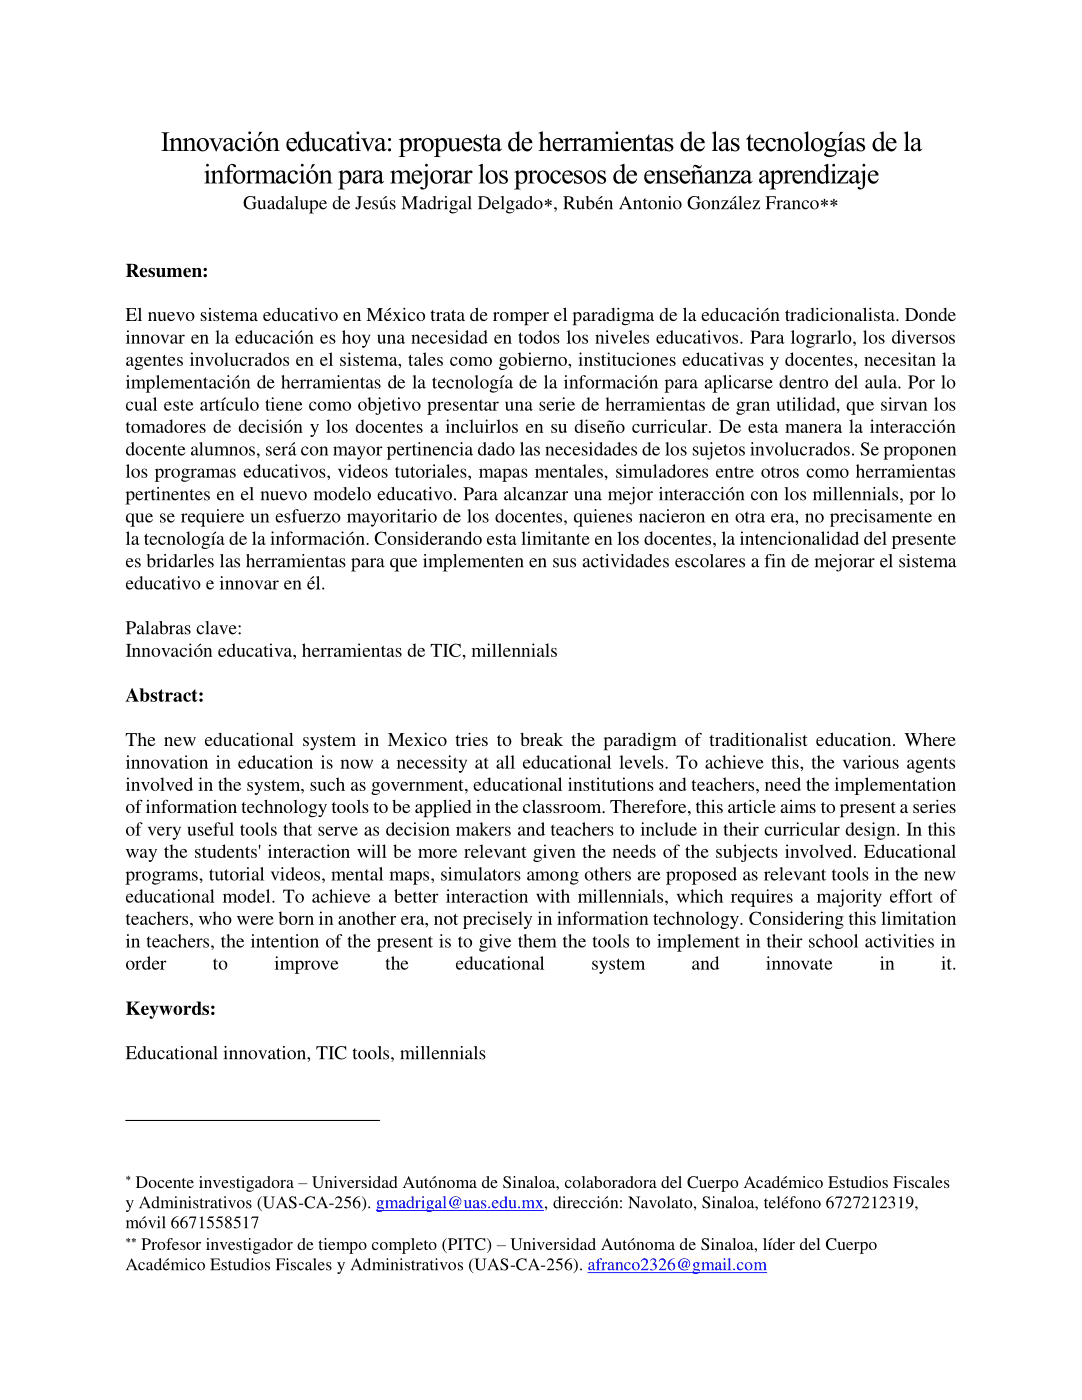 Innovación educativa: propuesta de herramientas de las tecnologías de la
información para mejorar los procesos de enseñanza aprendizaje
Guadalupe de Jesús Madrigal Delgado*, Rubén Antonio González Franco**
Resumen:
El nuevo sistema educativo en México trata de romper el paradigma de la educación tradicionalista. Donde
innovar en la educación es hoy una necesidad en todos los niveles educativos. Para lograrlo, los diversos
agentes involucrados en el sistema, tales como gobierno, instituciones educativas y docentes, necesitan la
implementación de herramientas de la tecnología de la información para aplicarse dentro del aula. Por lo
cual este artículo tiene como objetivo presentar una serie de herramientas de gran utilidad, que sirvan los
tomadores de decisión y los docentes a incluirlos en su diseño curricular. De esta manera la interacción
docente alumnos, será con mayor pertinencia dado las necesidades de los sujetos involucrados. Se proponen
los programas educativos, videos tutoriales, mapas mentales, simuladores entre otros como herramientas
pertinentes en el nuevo modelo educativo. Para alcanzar una mejor interacción con los millennials, por lo
que se requiere un esfuerzo mayoritario de los docentes, quienes nacieron en otra era, no precisamente en
la tecnología de la información. Considerando esta limitante en los docentes, la intencionalidad del presente
es bridarles las herramientas para que implementen en sus actividades escolares a fin de mejorar el sistema
educativo e innovar en él.
Palabras clave:
Innovación educativa, herramientas de TIC, millennials
Abstract:
The new educational system in Mexico tries to break the paradigm of traditionalist education. Where
innovation in education is now a necessity at all educational levels. To achieve this, the various agents
involved in the system, such as government, educational institutions and teachers, need the implementation
of information technology tools to be applied in the classroom. Therefore, this article aims to present a series
of very useful tools that serve as decision makers and teachers to include in their curricular design. In this
way the students' interaction will be more relevant given the needs of the subjects involved. Educational
programs, tutorial videos, mental maps, simulators among others are proposed as relevant tools in the new
educational model. To achieve a better interaction with millennials, which requires a majority effort of
teachers, who were born in another era, not precisely in information technology. Considering this limitation
in teachers, the intention of the present is to give them the tools to implement in their school activities in
order to improve the educational system and innovate in it.
Keywords:
Educational innovation, TIC tools, millennials
* Docente investigadora – Universidad Autónoma de Sinaloa, colaboradora del Cuerpo Académico Estudios Fiscales
y Administrativos (UAS-CA-256). gmadrigal@uas.edu.mx, dirección: Navolato, Sinaloa, teléfono 6727212319,
móvil 6671558517
** Profesor investigador de tiempo completo (PITC) – Universidad Autónoma de Sinaloa, líder del Cuerpo
Académico Estudios Fiscales y Administrativos (UAS-CA-256). afranco2326@gmail.com